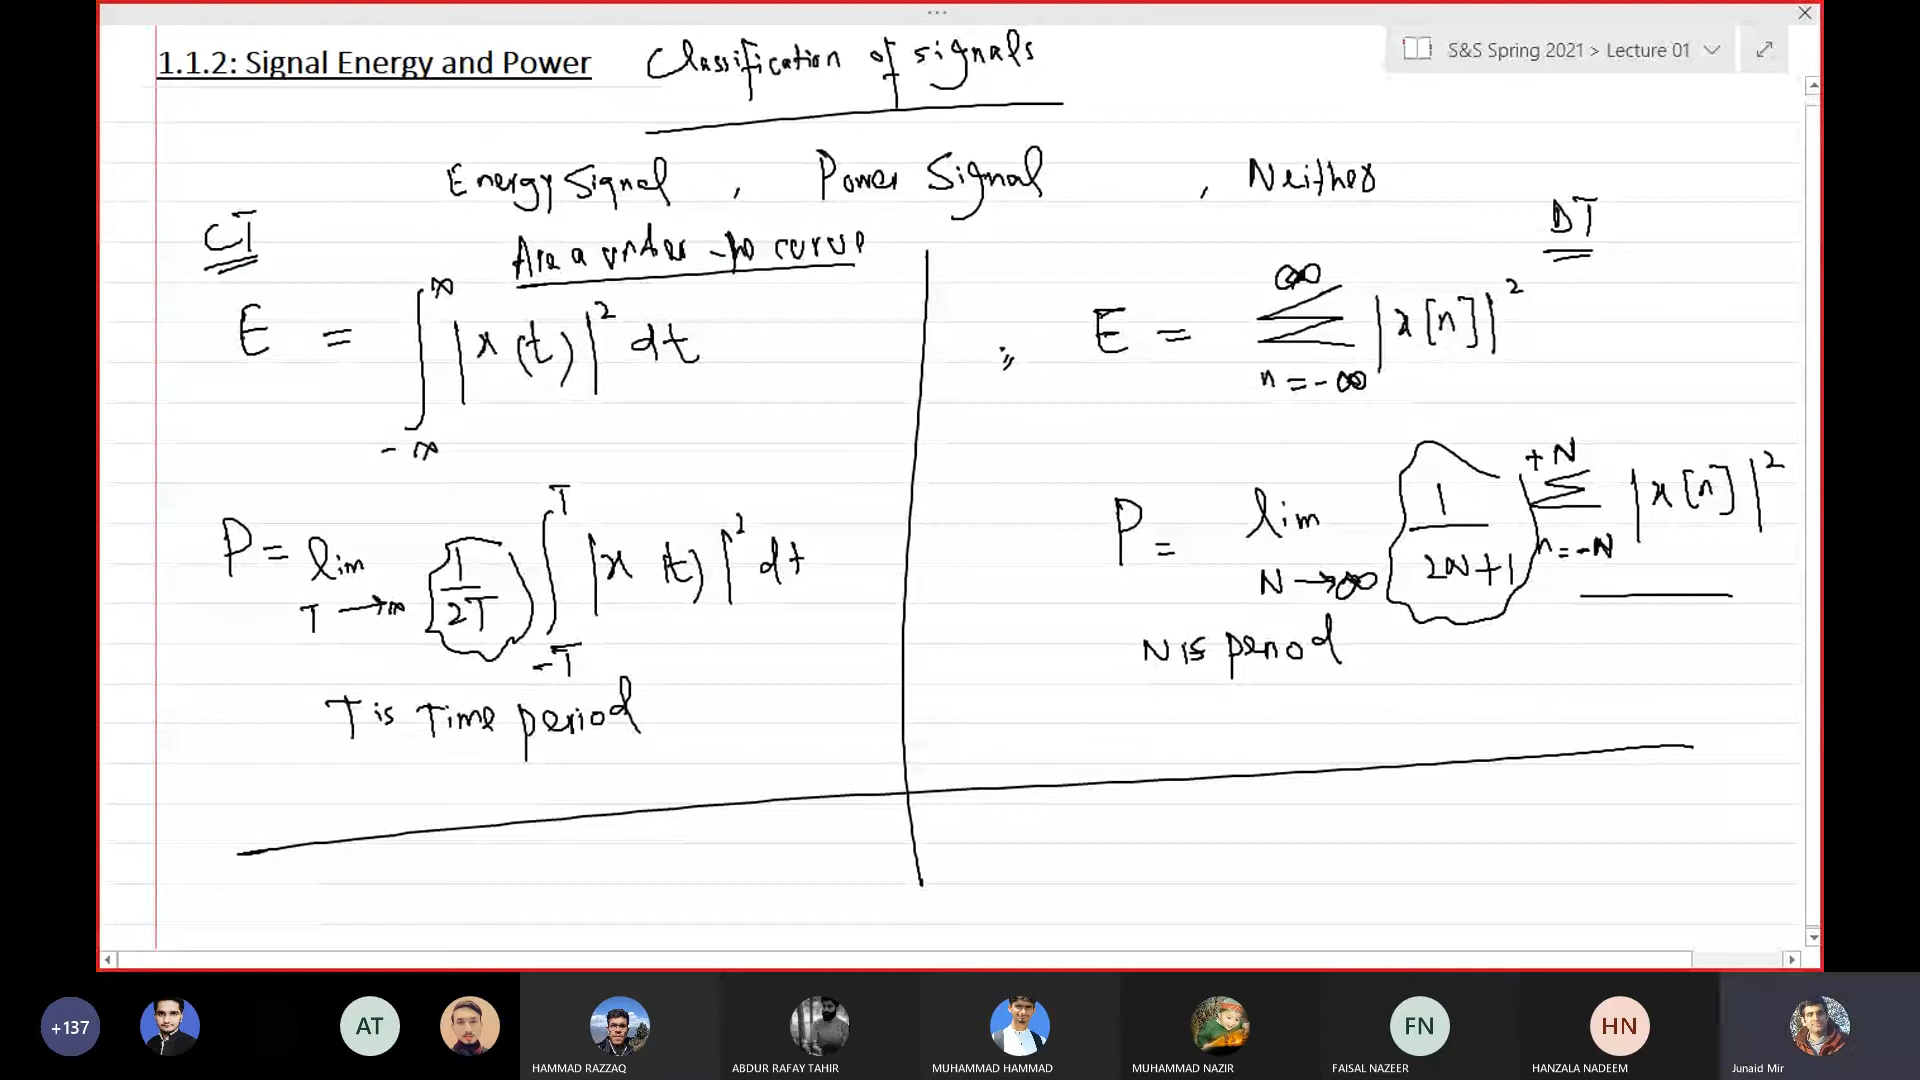 1.1.2: Signal Energy and Power Classification of signals
S&S Spring 2021 > Lecture 01
Energy Signal , Power Signal , Neither
CT
Area under the curve
DT
E = ∫_{-∞}^{∞} |x(t)|² dt
; E = Σ_{n=-∞}^{∞} |x[n]|²
P = lim_{T→∞} (1/2T) ∫_{-T}^{T} |x(t)|² dt
P = lim_{N→∞} (1/2N+1) Σ_{n=-N}^{+N} |x[n]|²
T is Time period
N is period
+137
AT
FN
HN
HAMMAD RAZZAQ
ABDUR RAFAY TAHIR
MUHAMMAD HAMMAD
MUHAMMAD NAZIR
FAISAL NAZEER
HANZALA NADEEM
Junaid Mir